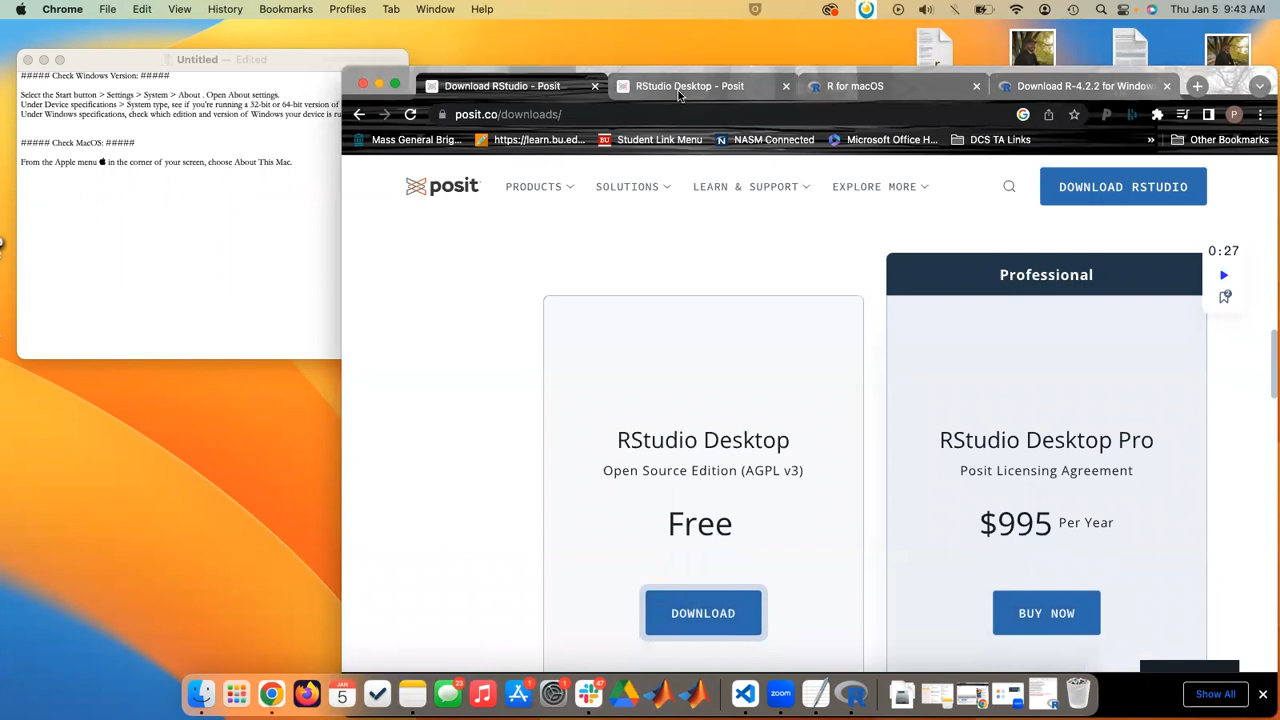 Chrome File Edit View History Bookmarks Profiles Tab Window Help Thu Jan 5 9:43 AM
Untitled — Edited
##### Check Windows Version: #####
Select the Start button > Settings > System > About . Open About settings.
Under Device specifications > System type, see if you're running a 32-bit or 64-bit version of
Under Windows specifications, check which edition and version of Windows your device is ru
##### Check MacOS: #####
From the Apple menu in the corner of your screen, choose About This Mac.
Download RStudio - Posit RStudio Desktop - Posit R for macOS Download R-4.2.2 for Window
posit.co/downloads/
Mass General Brig... https://learn.bu.ed... BU Student Link Menu NASM Connected Microsoft Office H... DCS TA Links » Other Bookmarks
posit PRODUCTS SOLUTIONS LEARN & SUPPORT EXPLORE MORE DOWNLOAD RSTUDIO
0:27
Professional
RStudio Desktop
Open Source Edition (AGPL v3)
Free
DOWNLOAD
RStudio Desktop Pro
Posit Licensing Agreement
$995 Per Year
BUY NOW
JAN
5
23
1
1
47
zoom
Show All